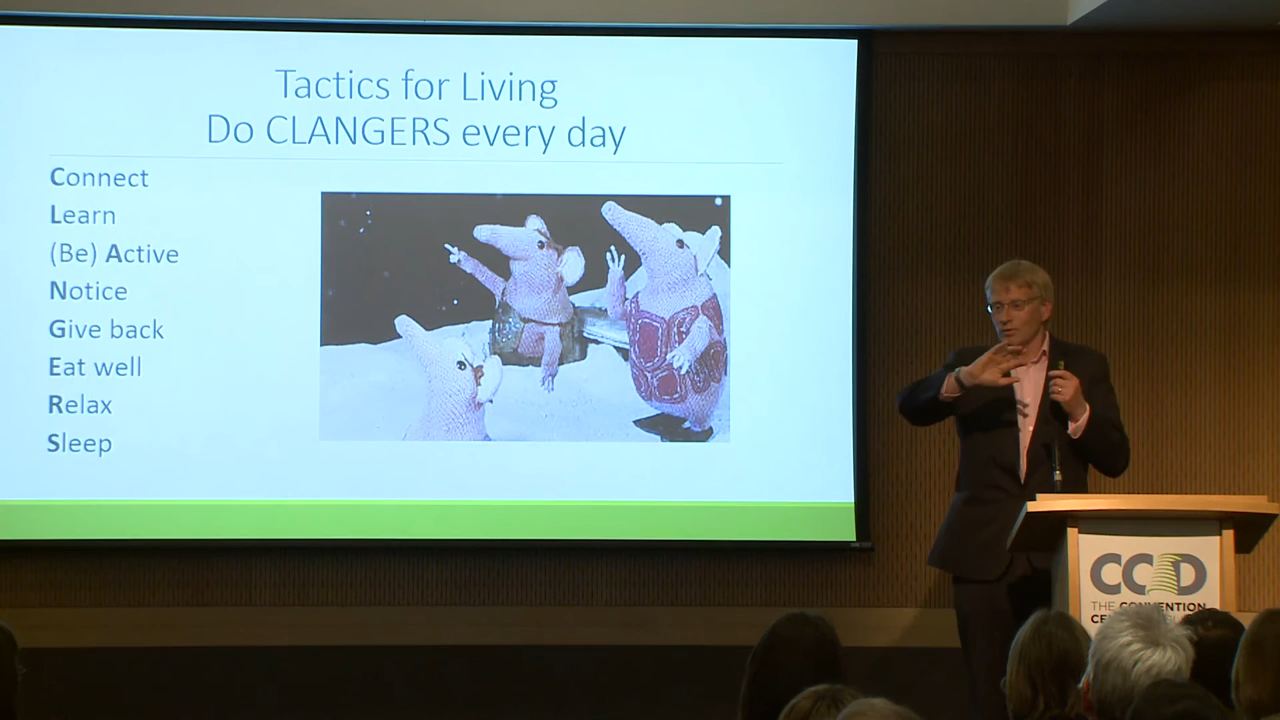 Tactics for Living
Do CLANGERS every day
Connect
Learn
(Be) Active
Notice
Give back
Eat well
Relax
Sleep
CCD
THE CONVENTION